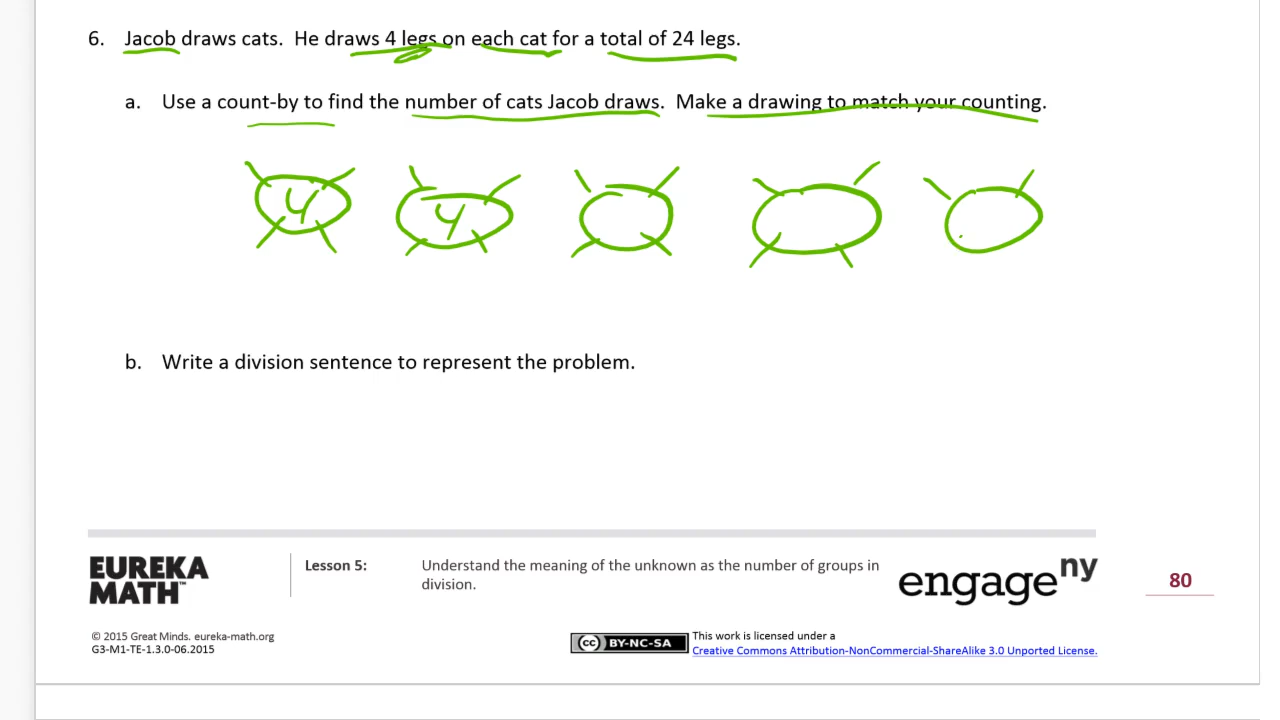 6. Jacob draws cats. He draws 4 legs on each cat for a total of 24 legs.
a. Use a count-by to find the number of cats Jacob draws. Make a drawing to match your counting.
4 4
b. Write a division sentence to represent the problem.
EUREKA
MATH™
Lesson 5:
Understand the meaning of the unknown as the number of groups in
division.
engage ny
80
© 2015 Great Minds. eureka-math.org
G3-M1-TE-1.3.0-06.2015
cc BY-NC-SA
This work is licensed under a
Creative Commons Attribution-NonCommercial-ShareAlike 3.0 Unported License.